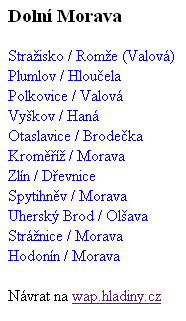 Dolní Morava
Stražisko / Romže (Valová)
Plumlov / Hloučela
Polkovice / Valová
Vyškov / Haná
Otaslavice / Brodečka
Kroměříž / Morava
Zlín / Dřevnice
Spytihněv / Morava
Uherský Brod / Olšava
Strážnice / Morava
Hodonín / Morava
Návrat na wap.hladiny.cz